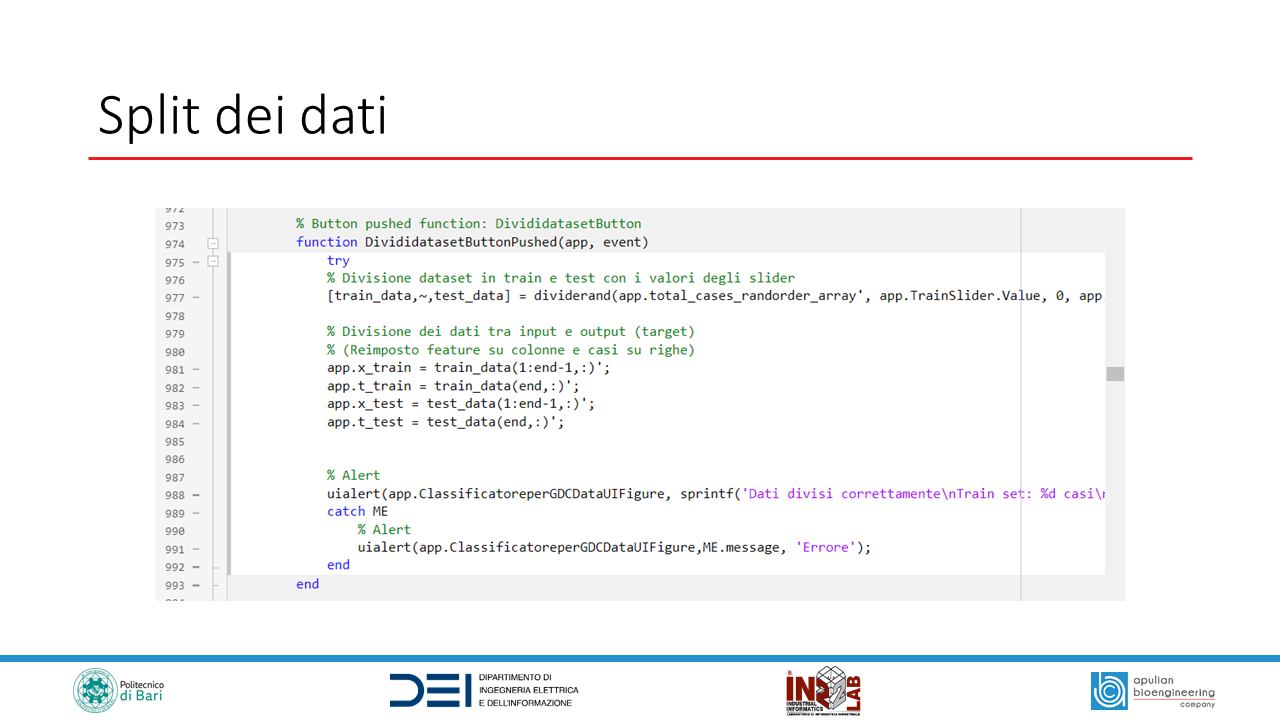 Split dei dati
972
973 % Button pushed function: DivididatasetButton
974 function DivididatasetButtonPushed(app, event)
975 try
976 % Divisione dataset in train e test con i valori degli slider
977 [train_data,~,test_data] = dividerand(app.total_cases_randorder_array', app.TrainSlider.Value, 0, app
978
979 % Divisione dei dati tra input e output (target)
980 % (Reimposto feature su colonne e casi su righe)
981 app.x_train = train_data(1:end-1,:)';
982 app.t_train = train_data(end,:)';
983 app.x_test = test_data(1:end-1,:)';
984 app.t_test = test_data(end,:)';
985
986
987 % Alert
988 uialert(app.ClassificatoreperGDCDataUIFigure, sprintf('Dati divisi correttamente\nTrain set: %d casi\n
989 catch ME
990 % Alert
991 uialert(app.ClassificatoreperGDCDataUIFigure,ME.message, 'Errore');
992 end
993 end
Politecnico
di Bari
DEI
DIPARTIMENTO DI
INGEGNERIA ELETTRICA
E DELL'INFORMAZIONE
INDUSTRIAL
INFORMATICS
LAB
LABORATORIO DI INFORMATICA INDUSTRIALE
apulian
bioengineering
company